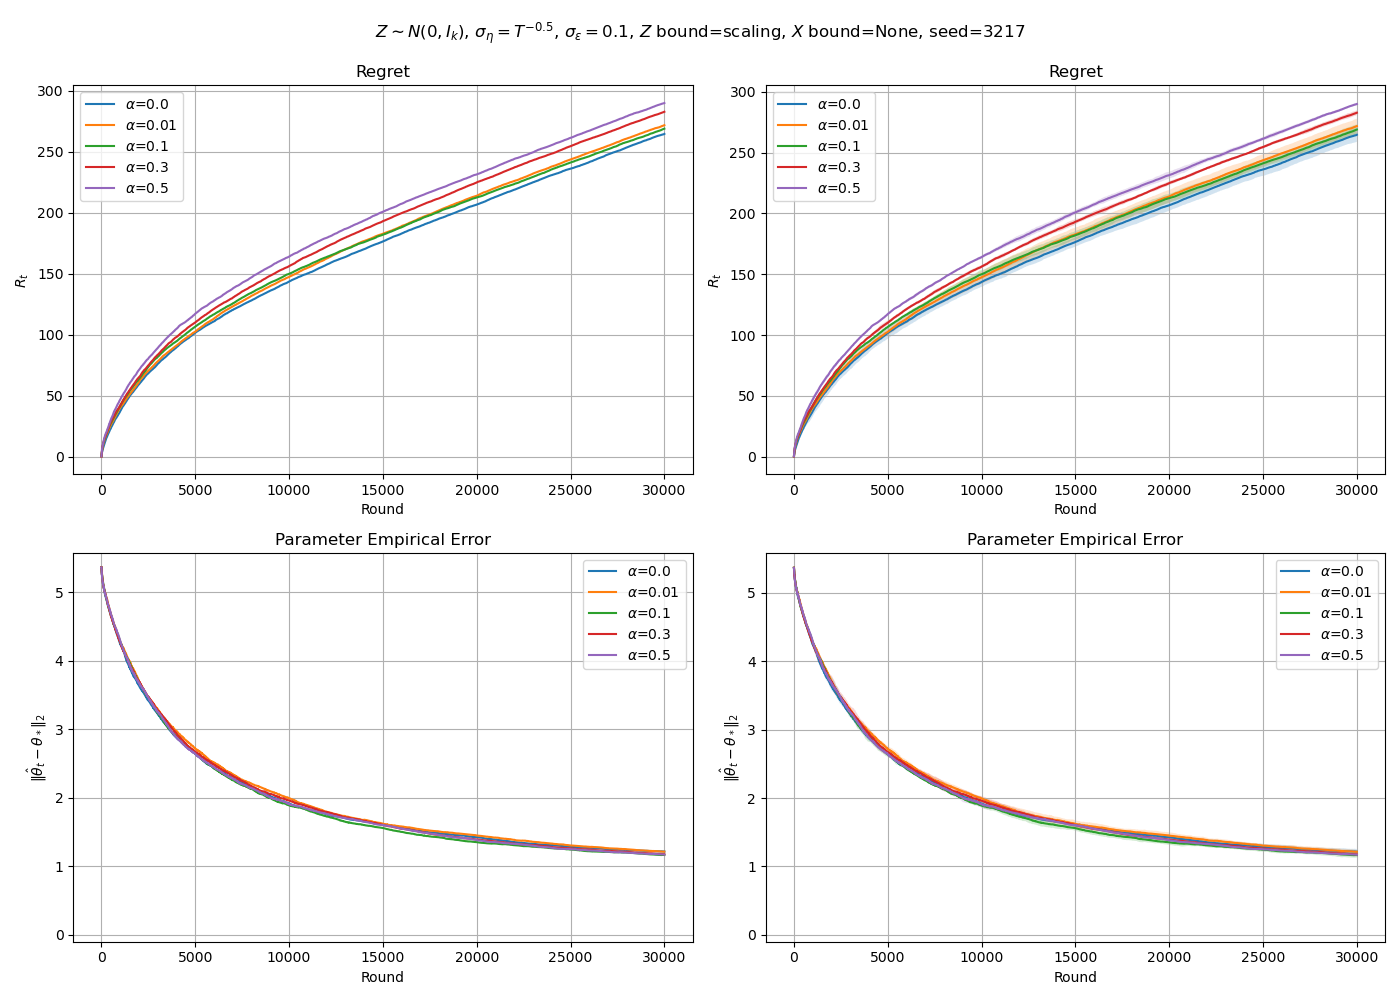 Z ∼ N(0, I_k), σ_η = T^{−0.5}, σ_ε = 0.1, Z bound=scaling, X bound=None, seed=3217
Regret
R_t
300
250
200
150
100
50
0
α=0.0
α=0.01
α=0.1
α=0.3
α=0.5
0 5000 10000 15000 20000 25000 30000
Round
Regret
R_t
300
250
200
150
100
50
0
α=0.0
α=0.01
α=0.1
α=0.3
α=0.5
0 5000 10000 15000 20000 25000 30000
Round
Parameter Empirical Error
‖θ̂_t − θ_*‖_2
5
4
3
2
1
0
α=0.0
α=0.01
α=0.1
α=0.3
α=0.5
0 5000 10000 15000 20000 25000 30000
Round
Parameter Empirical Error
‖θ̂_t − θ_*‖_2
5
4
3
2
1
0
α=0.0
α=0.01
α=0.1
α=0.3
α=0.5
0 5000 10000 15000 20000 25000 30000
Round